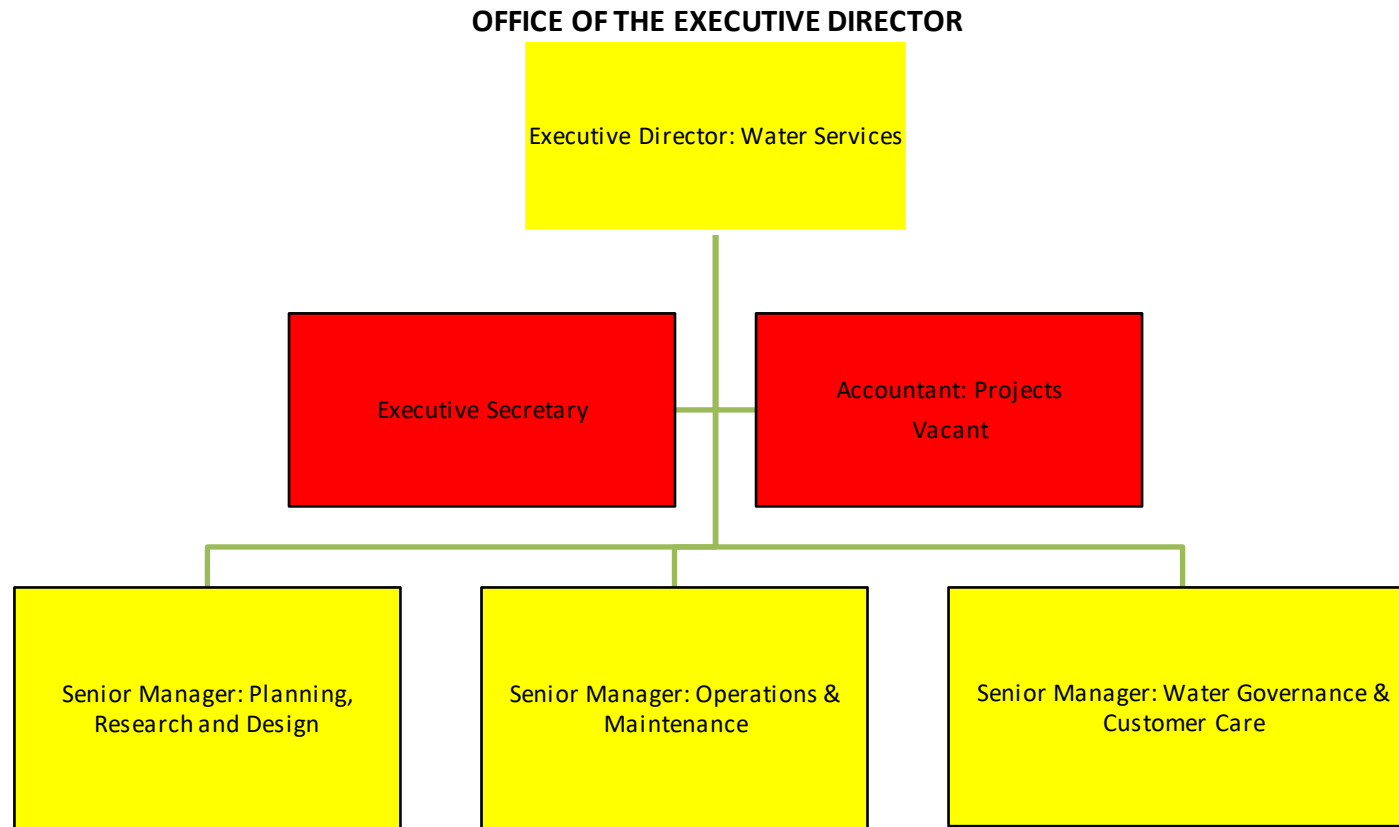 OFFICE OF THE EXECUTIVE DIRECTOR
Executive Director: Water Services
Executive Secretary
Accountant: Projects
Vacant
Senior Manager: Planning,
Research and Design
Senior Manager: Operations &
Maintenance
Senior Manager: Water Governance &
Customer Care